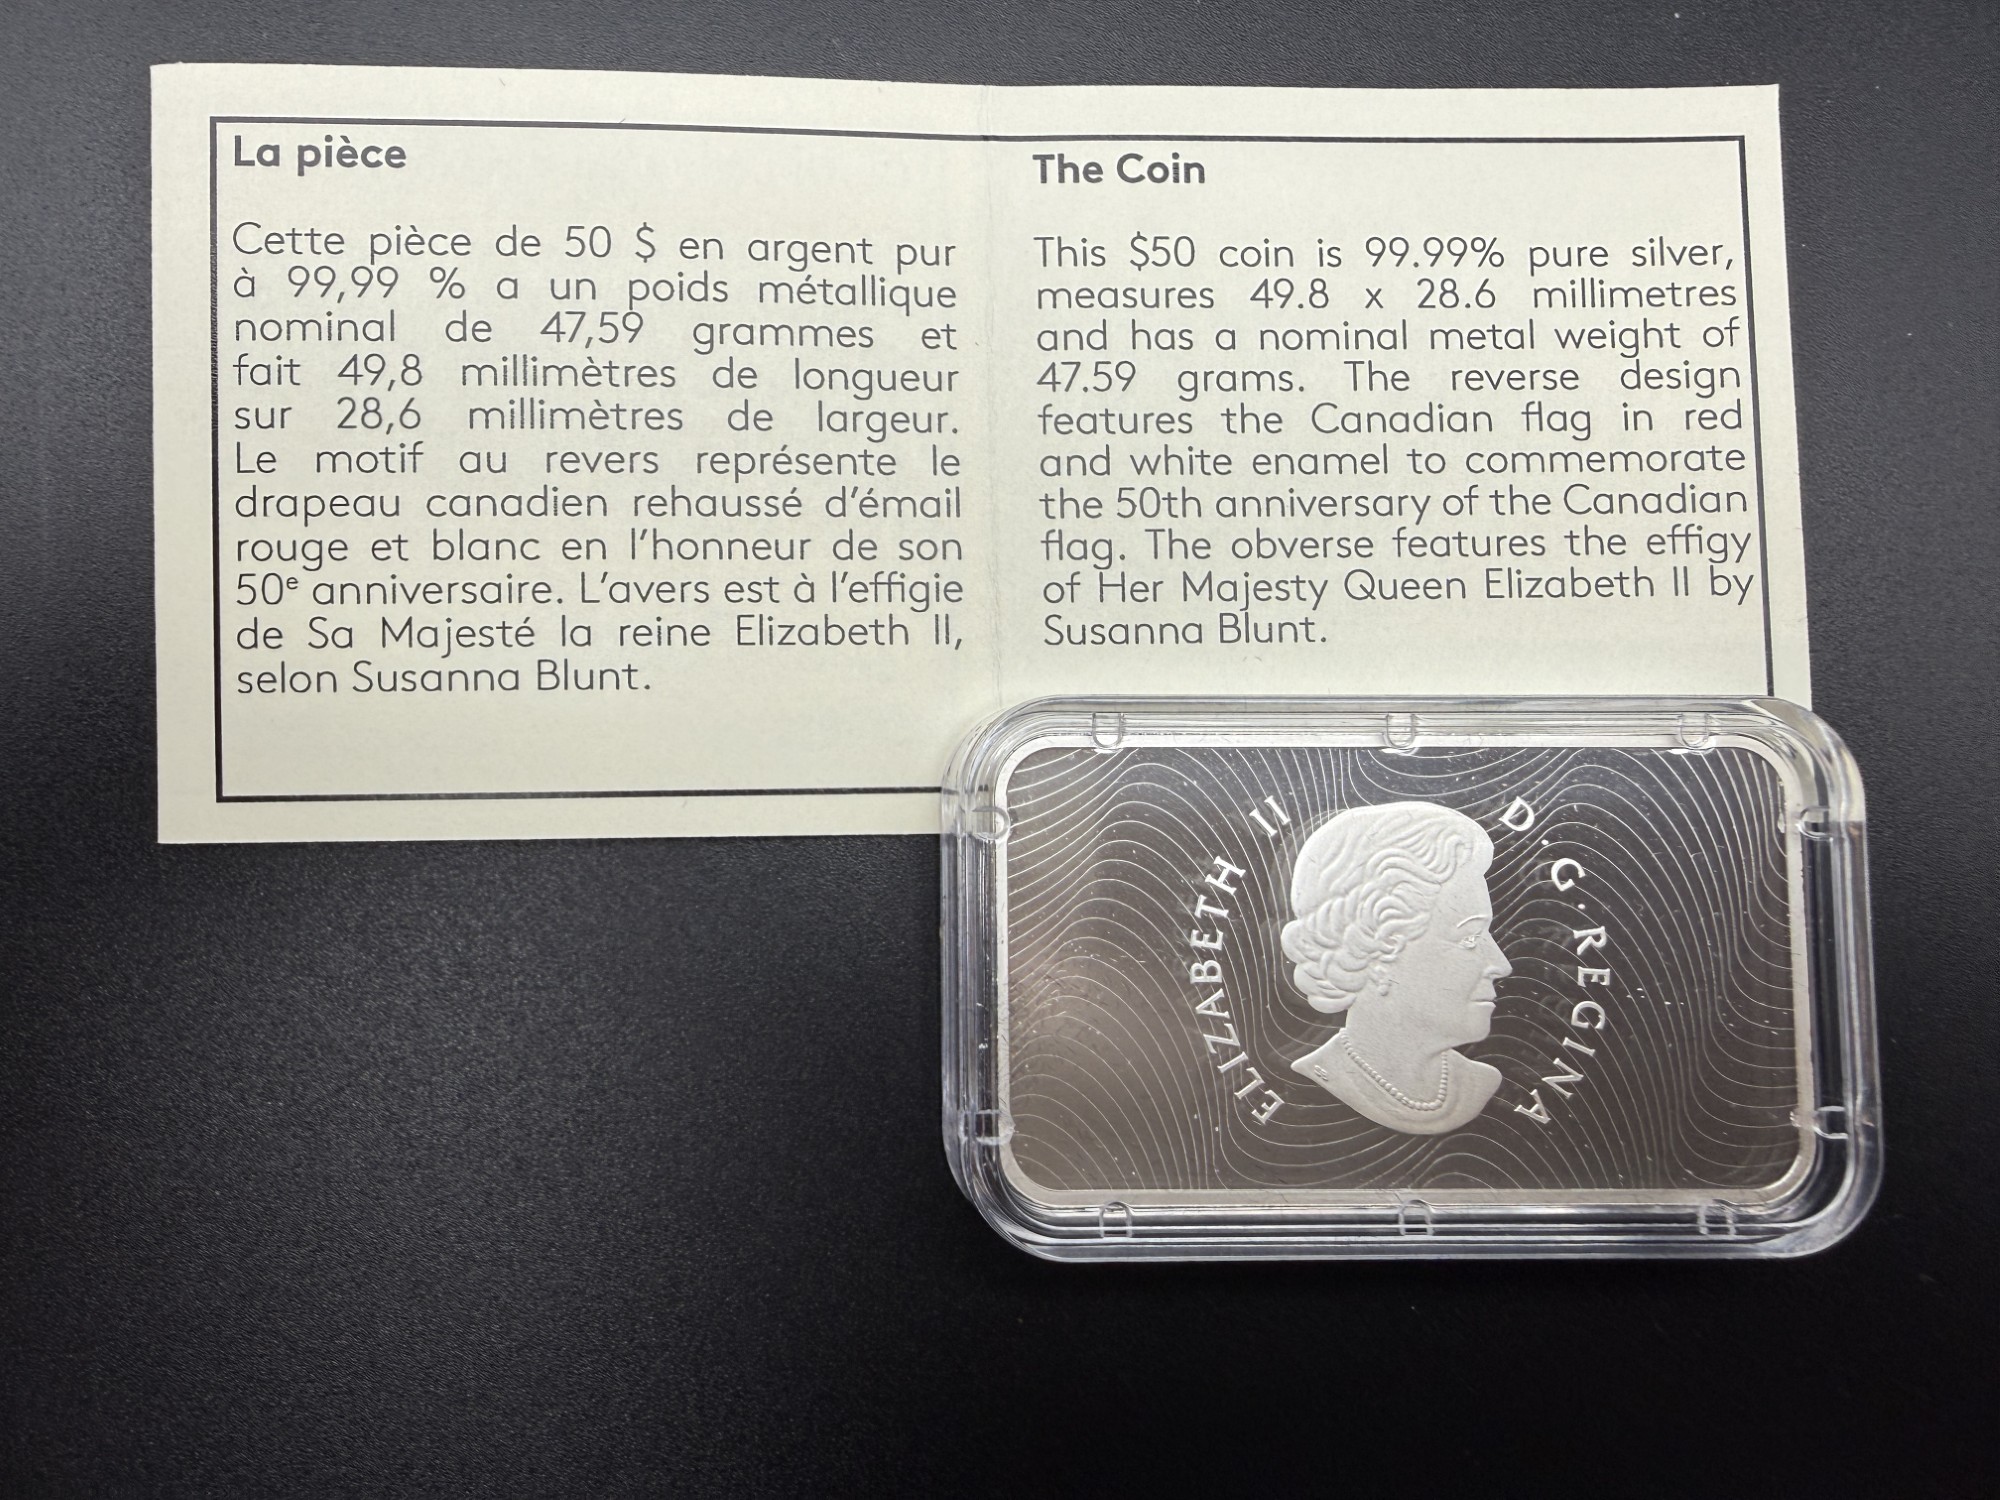 La pièce
Cette pièce de 50 $ en argent pur
à 99,99 % a un poids métallique
nominal de 47,59 grammes et
fait 49,8 millimètres de longueur
sur 28,6 millimètres de largeur.
Le motif au revers représente le
drapeau canadien rehaussé d'émail
rouge et blanc en l'honneur de son
50e anniversaire. L'avers est à l'effigie
de Sa Majesté la reine Elizabeth II,
selon Susanna Blunt.
The Coin
This $50 coin is 99.99% pure silver,
measures 49.8 x 28.6 millimetres
and has a nominal metal weight of
47.59 grams. The reverse design
features the Canadian flag in red
and white enamel to commemorate
the 50th anniversary of the Canadian
flag. The obverse features the effigy
of Her Majesty Queen Elizabeth II by
Susanna Blunt.
ELIZABETH II
D·G·REGINA